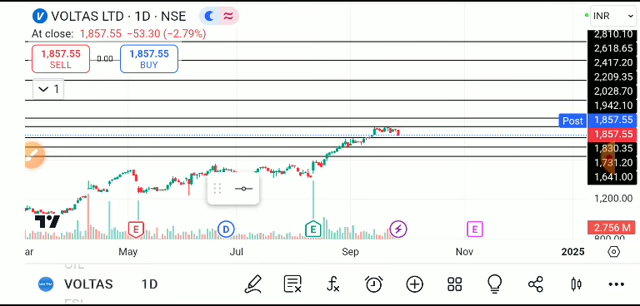 VOLTAS LTD · 1D · NSE
INR
At close: 1,857.55 −53.30 (−2.79%)
1,857.55
SELL
0.00
1,857.55
BUY
1
2,810.10
2,618.65
2,417.20
2,209.35
2,028.70
1,942.10
Post 1,857.55
1,857.55
1,830.35
1,731.20
1,641.00
1,200.00
2.756 M
800.00
E
D
E
E
ar May Jul Sep Nov 2025
VOLTAS 1D